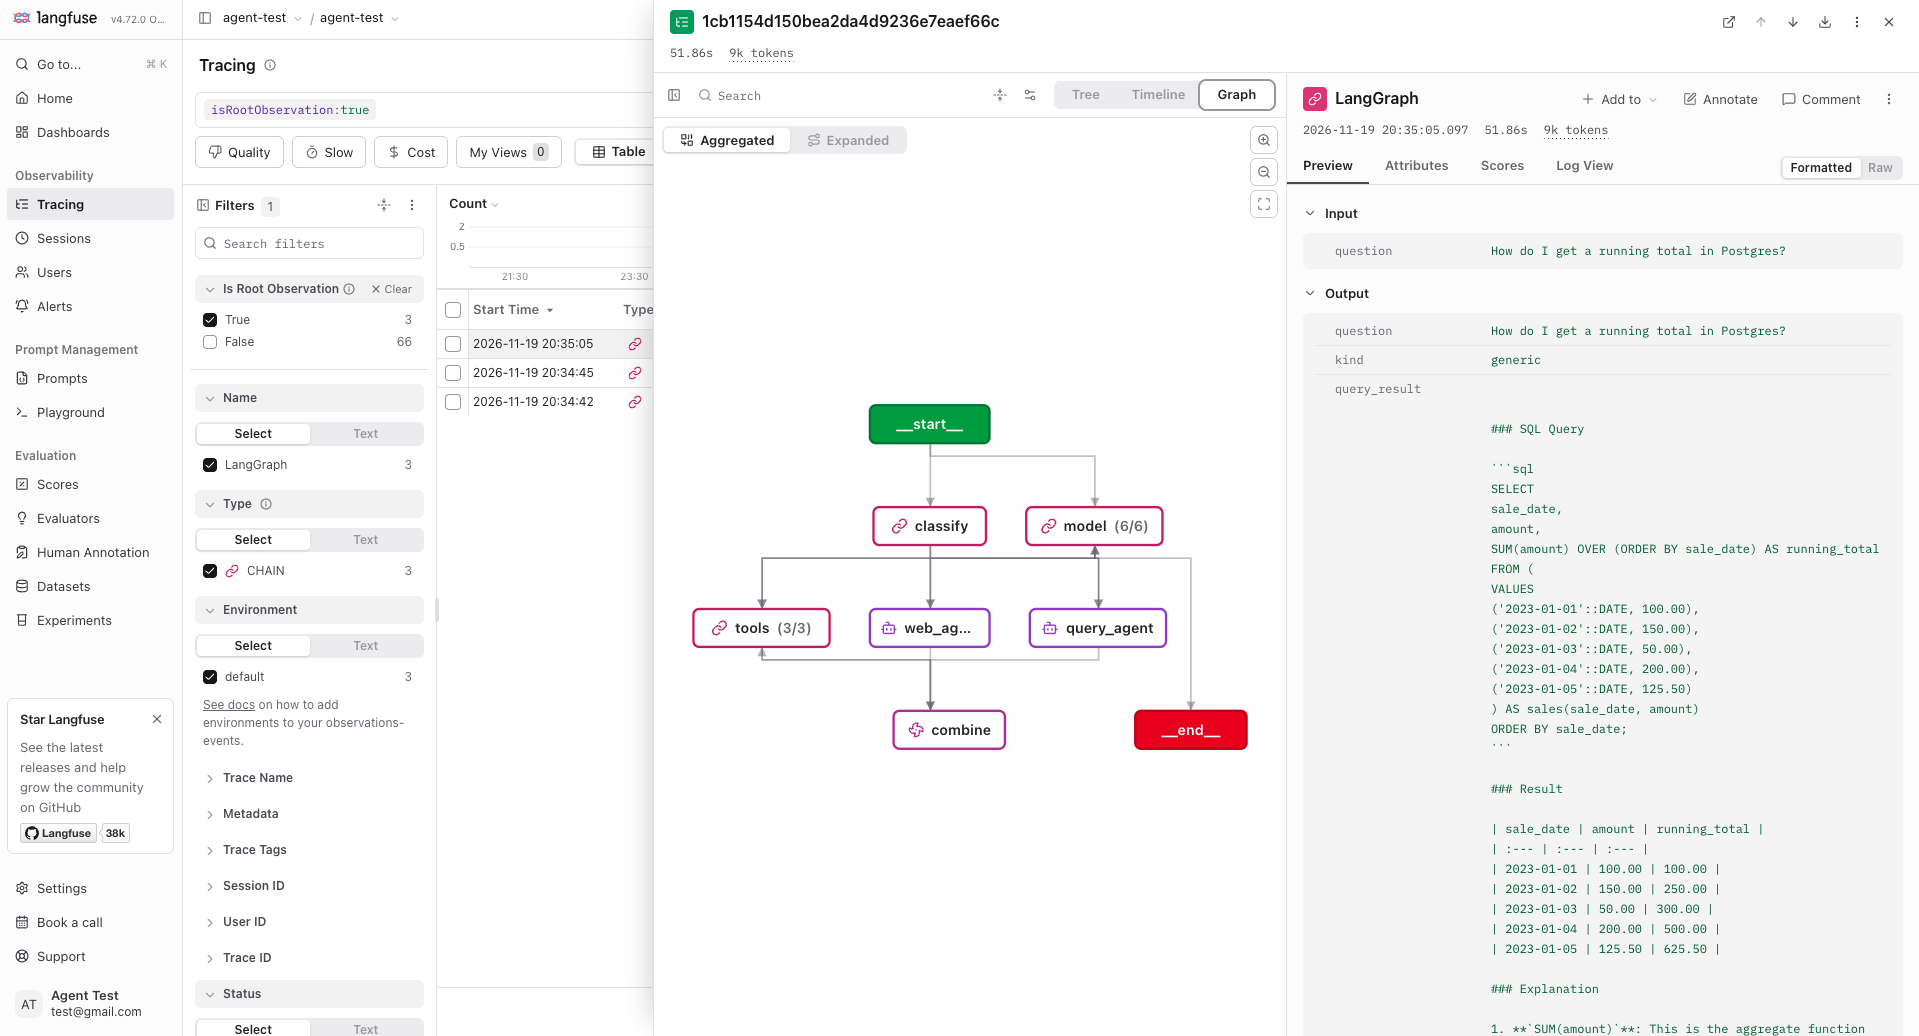 langfuse
v4.72.0 O...
Go to...
⌘ K
Home
Dashboards
Observability
Tracing
Sessions
Users
Alerts
Prompt Management
Prompts
Playground
Evaluation
Scores
Evaluators
Human Annotation
Datasets
Experiments
Star Langfuse
See the latest
releases and help
grow the community
on GitHub
Langfuse
38k
Settings
Book a call
Support
AT
Agent Test
test@gmail.com
agent-test / agent-test
Tracing
isRootObservation:true
Quality
Slow
Cost
My Views 0
Table
Filters 1
Search filters
Is Root Observation
Clear
True 3
False 66
Name
Select Text
LangGraph 3
Type
Select Text
CHAIN 3
Environment
Select Text
default 3
See docs on how to add
environments to your observations-
events.
Trace Name
Metadata
Trace Tags
Session ID
User ID
Trace ID
Status
Select Text
Count
2
0.5
21:30 23:30
Start Time Type
2026-11-19 20:35:05
2026-11-19 20:34:45
2026-11-19 20:34:42
1cb1154d150bea2da4d9236e7eaef66c
51.86s 9k tokens
Search
Tree Timeline Graph
Aggregated Expanded
__start__
classify
model (6/6)
tools (3/3)
web_ag...
query_agent
combine
__end__
LangGraph
Add to
Annotate
Comment
2026-11-19 20:35:05.097 51.86s 9k tokens
Preview Attributes Scores Log View
Formatted Raw
Input
question How do I get a running total in Postgres?
Output
question How do I get a running total in Postgres?
kind generic
query_result
### SQL Query
```sql
SELECT
sale_date,
amount,
SUM(amount) OVER (ORDER BY sale_date) AS running_total
FROM (
VALUES
('2023-01-01'::DATE, 100.00),
('2023-01-02'::DATE, 150.00),
('2023-01-03'::DATE, 50.00),
('2023-01-04'::DATE, 200.00),
('2023-01-05'::DATE, 125.50)
) AS sales(sale_date, amount)
ORDER BY sale_date;
```
### Result
| sale_date | amount | running_total |
| :--- | :--- | :--- |
| 2023-01-01 | 100.00 | 100.00 |
| 2023-01-02 | 150.00 | 250.00 |
| 2023-01-03 | 50.00 | 300.00 |
| 2023-01-04 | 200.00 | 500.00 |
| 2023-01-05 | 125.50 | 625.50 |
### Explanation
1. **`SUM(amount)`**: This is the aggregate function